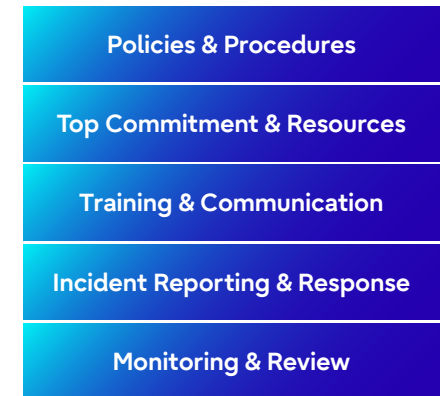 Policies & Procedures
Top Commitment & Resources
Training & Communication
Incident Reporting & Response
Monitoring & Review